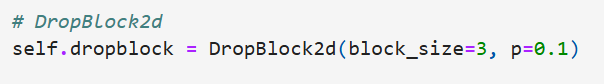 # DropBlock2d
self.dropblock = DropBlock2d(block_size=3, p=0.1)